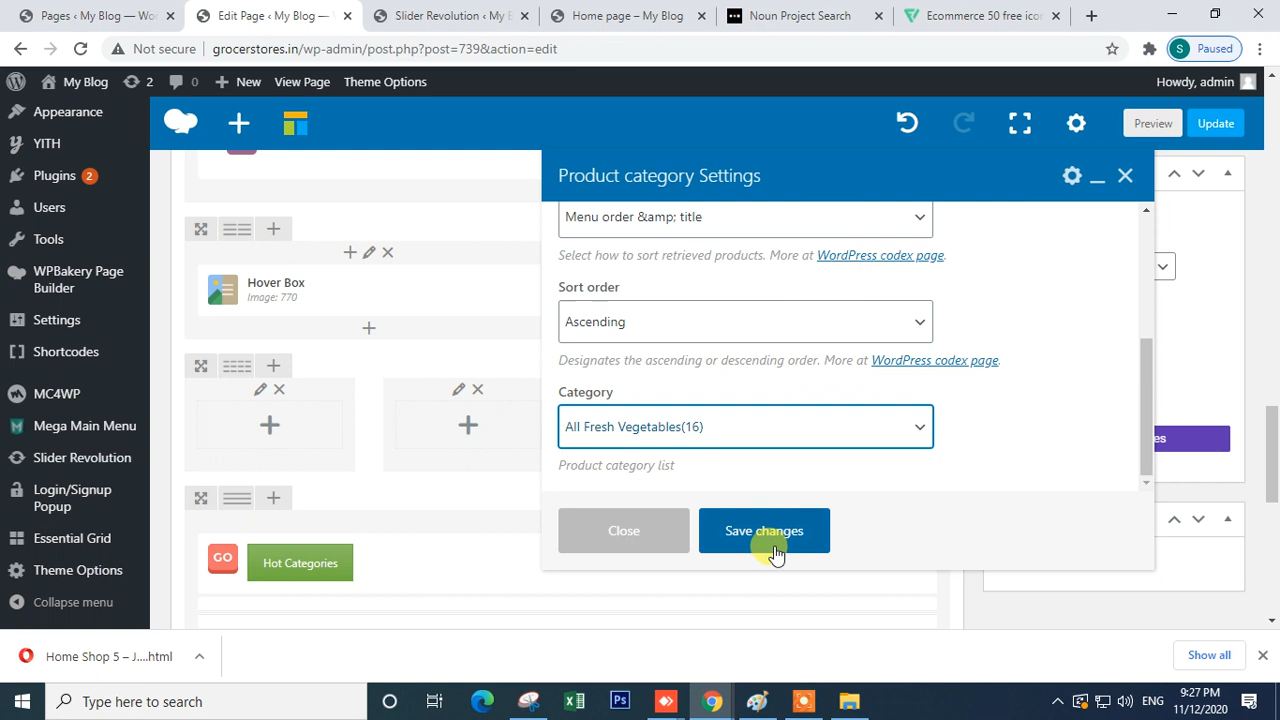 Pages ‹ My Blog — Wor
Edit Page ‹ My Blog —
Slider Revolution ‹ My B
Home page – My Blog
Noun Project Search
Ecommerce 50 free icon
Not secure
grocerstores.in/wp-admin/post.php?post=739&action=edit
S Paused
My Blog
2
0
New
View Page
Theme Options
Howdy, admin
Appearance
YITH
Plugins 2
Users
Tools
WPBakery Page
Builder
Settings
Shortcodes
MC4WP
Mega Main Menu
Slider Revolution
Login/Signup
Popup
Essential Grid
Theme Options
Collapse menu
Preview
Update
Hover Box
Image: 770
GO
Hot Categories
Product category Settings
Menu order &amp; title
Select how to sort retrieved products. More at WordPress codex page.
Sort order
Ascending
Designates the ascending or descending order. More at WordPress codex page.
Category
All Fresh Vegetables(16)
Product category list
Close
Save changes
es
Home Shop 5 – J....html
Show all
Type here to search
Ps
ENG
9:27 PM
11/12/2020